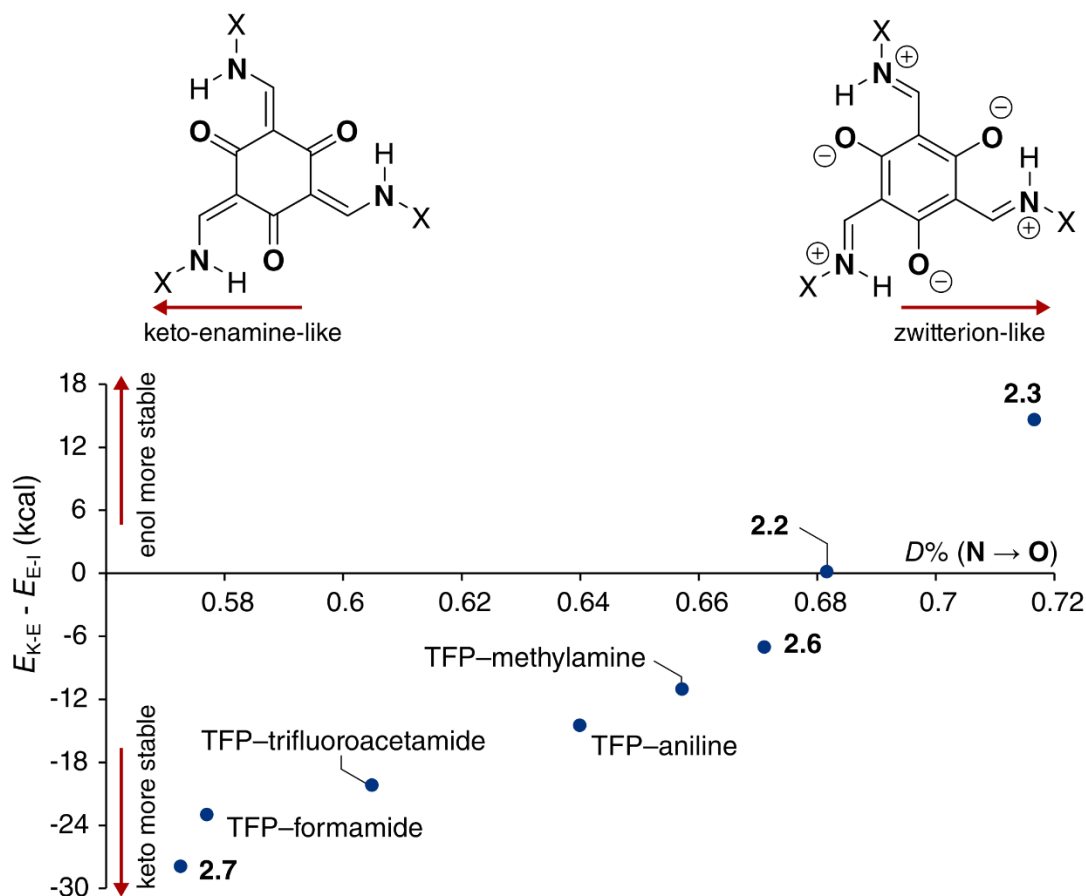 X
H N
O O
H
N
X
O
N
X H
keto-enamine-like
X
⊕
H N
O O ⊖
⊖
H
N
⊕ X
⊕
N O ⊖
X H
zwitterion-like
E_K-E - E_E-I (kcal)
enol more stable
keto more stable
18
12
6
0
-6
-12
-18
-24
-30
0.58 0.6 0.62 0.64 0.66 0.68 0.7 0.72
D% (N → O)
2.3
2.2
2.6
TFP–methylamine
TFP–aniline
TFP–trifluoroacetamide
TFP–formamide
2.7